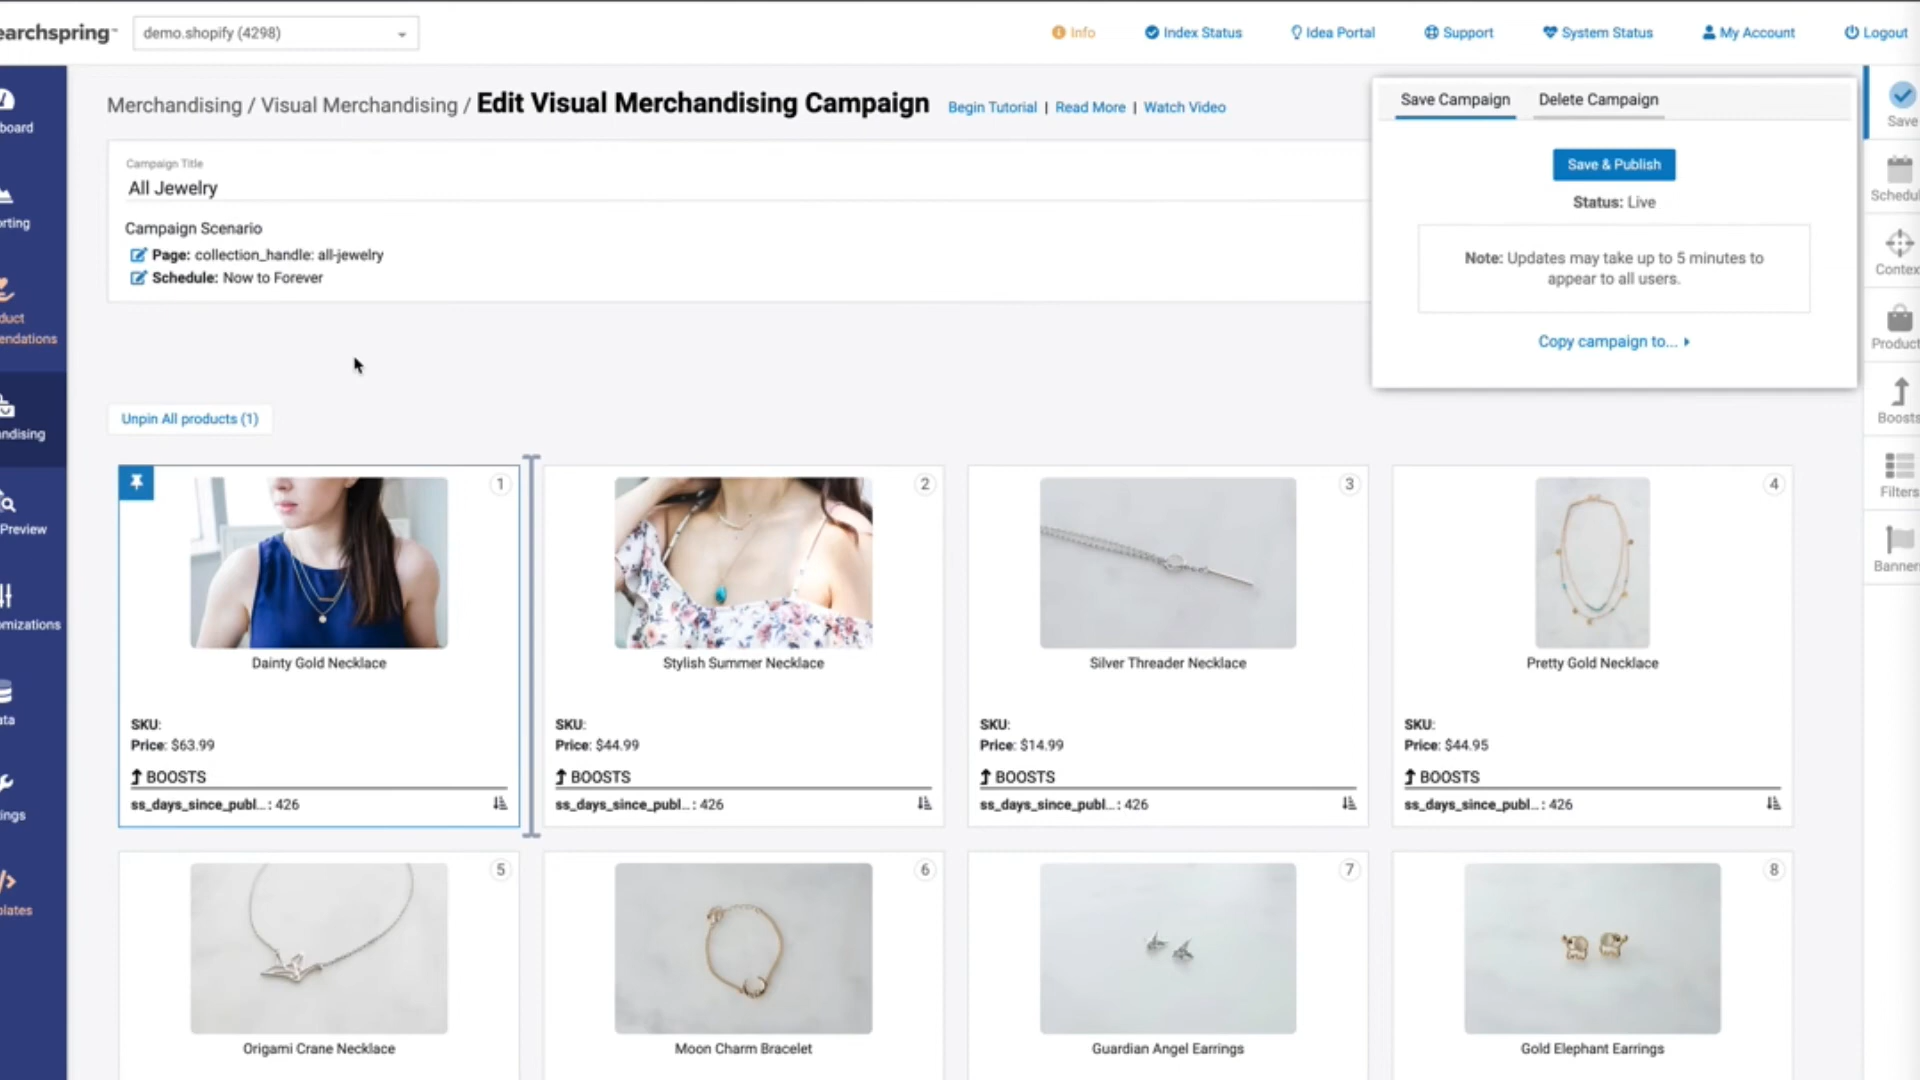 earchspring™
demo.shopify (4298)
Info
Index Status
Idea Portal
Support
System Status
My Account
Logout
board
orting
duct
endations
andising
Preview
omizations
ata
ings
olates
Merchandising / Visual Merchandising / Edit Visual Merchandising Campaign
Begin Tutorial | Read More | Watch Video
Campaign Title
All Jewelry
Campaign Scenario
Page: collection_handle: all-jewelry
Schedule: Now to Forever
Save Campaign
Delete Campaign
Save & Publish
Status: Live
Note: Updates may take up to 5 minutes to
appear to all users.
Copy campaign to...
Save
Schedul
Contex
Product
Boosts
Filters
Banner
Unpin All products (1)
1
Dainty Gold Necklace
SKU:
Price: $63.99
BOOSTS
ss_days_since_publ...: 426
2
Stylish Summer Necklace
SKU:
Price: $44.99
BOOSTS
ss_days_since_publ...: 426
3
Silver Threader Necklace
SKU:
Price: $14.99
BOOSTS
ss_days_since_publ...: 426
4
Pretty Gold Necklace
SKU:
Price: $44.95
BOOSTS
ss_days_since_publ...: 426
5
Origami Crane Necklace
6
Moon Charm Bracelet
7
Guardian Angel Earrings
8
Gold Elephant Earrings